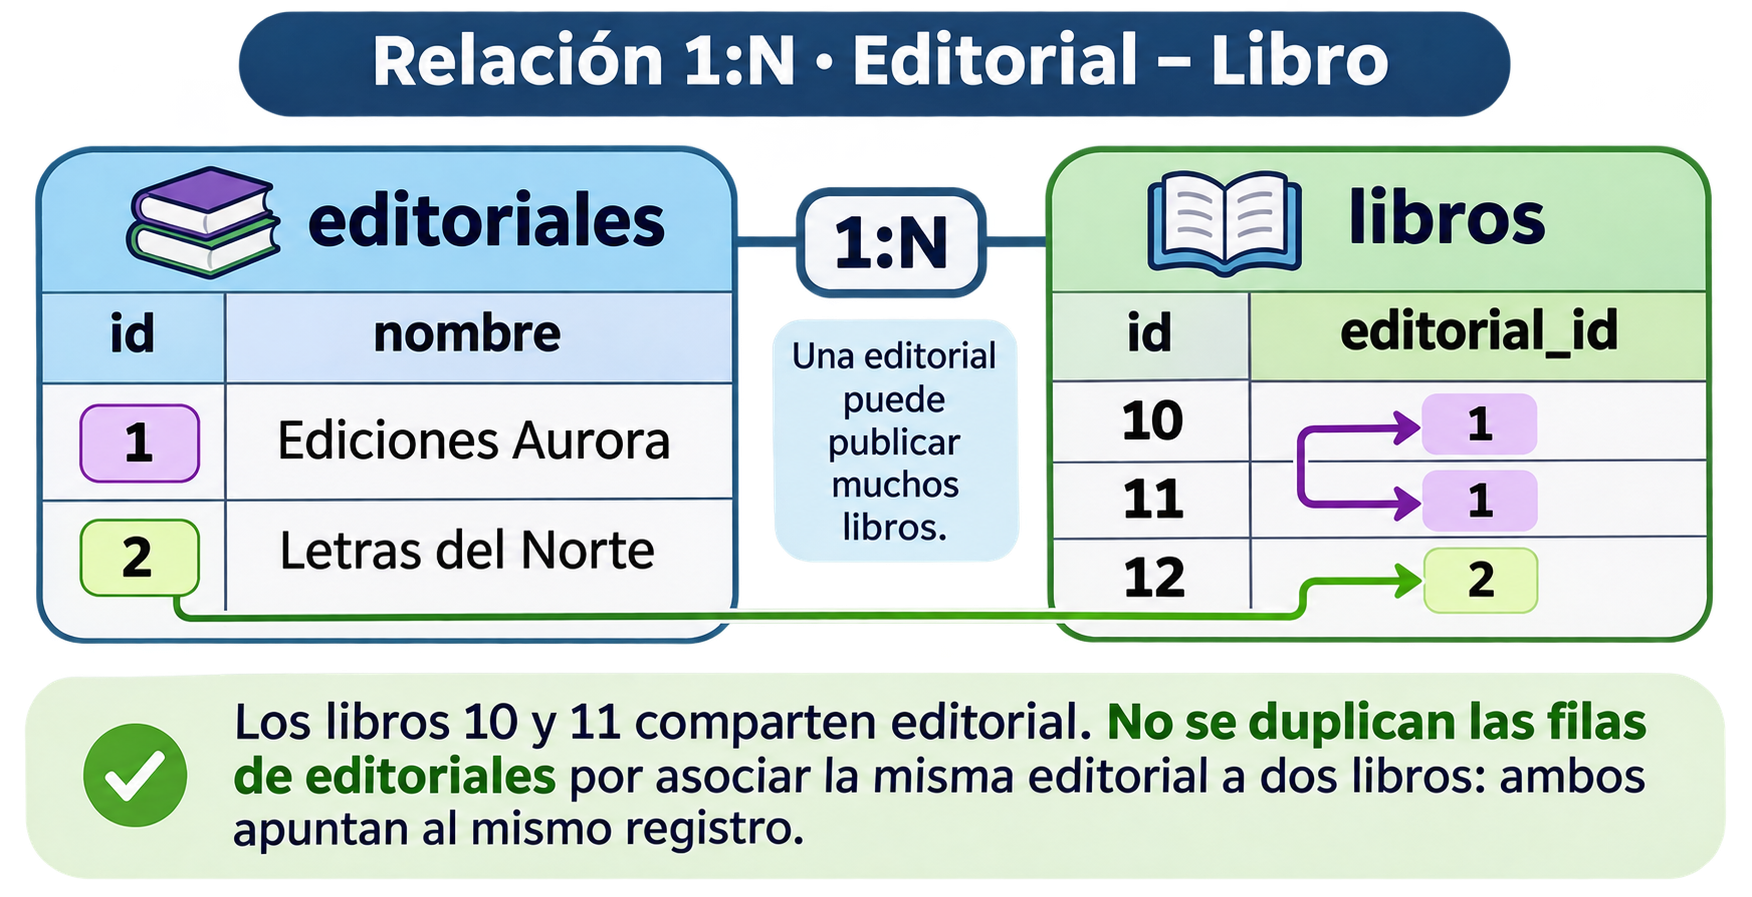 Relación 1:N · Editorial – Libro
editoriales
id nombre
1 Ediciones Aurora
2 Letras del Norte
1:N
Una editorial
puede
publicar
muchos
libros.
libros
id editorial_id
10 1
11 1
12 2
Los libros 10 y 11 comparten editorial. No se duplican las filas
de editoriales por asociar la misma editorial a dos libros: ambos
apuntan al mismo registro.